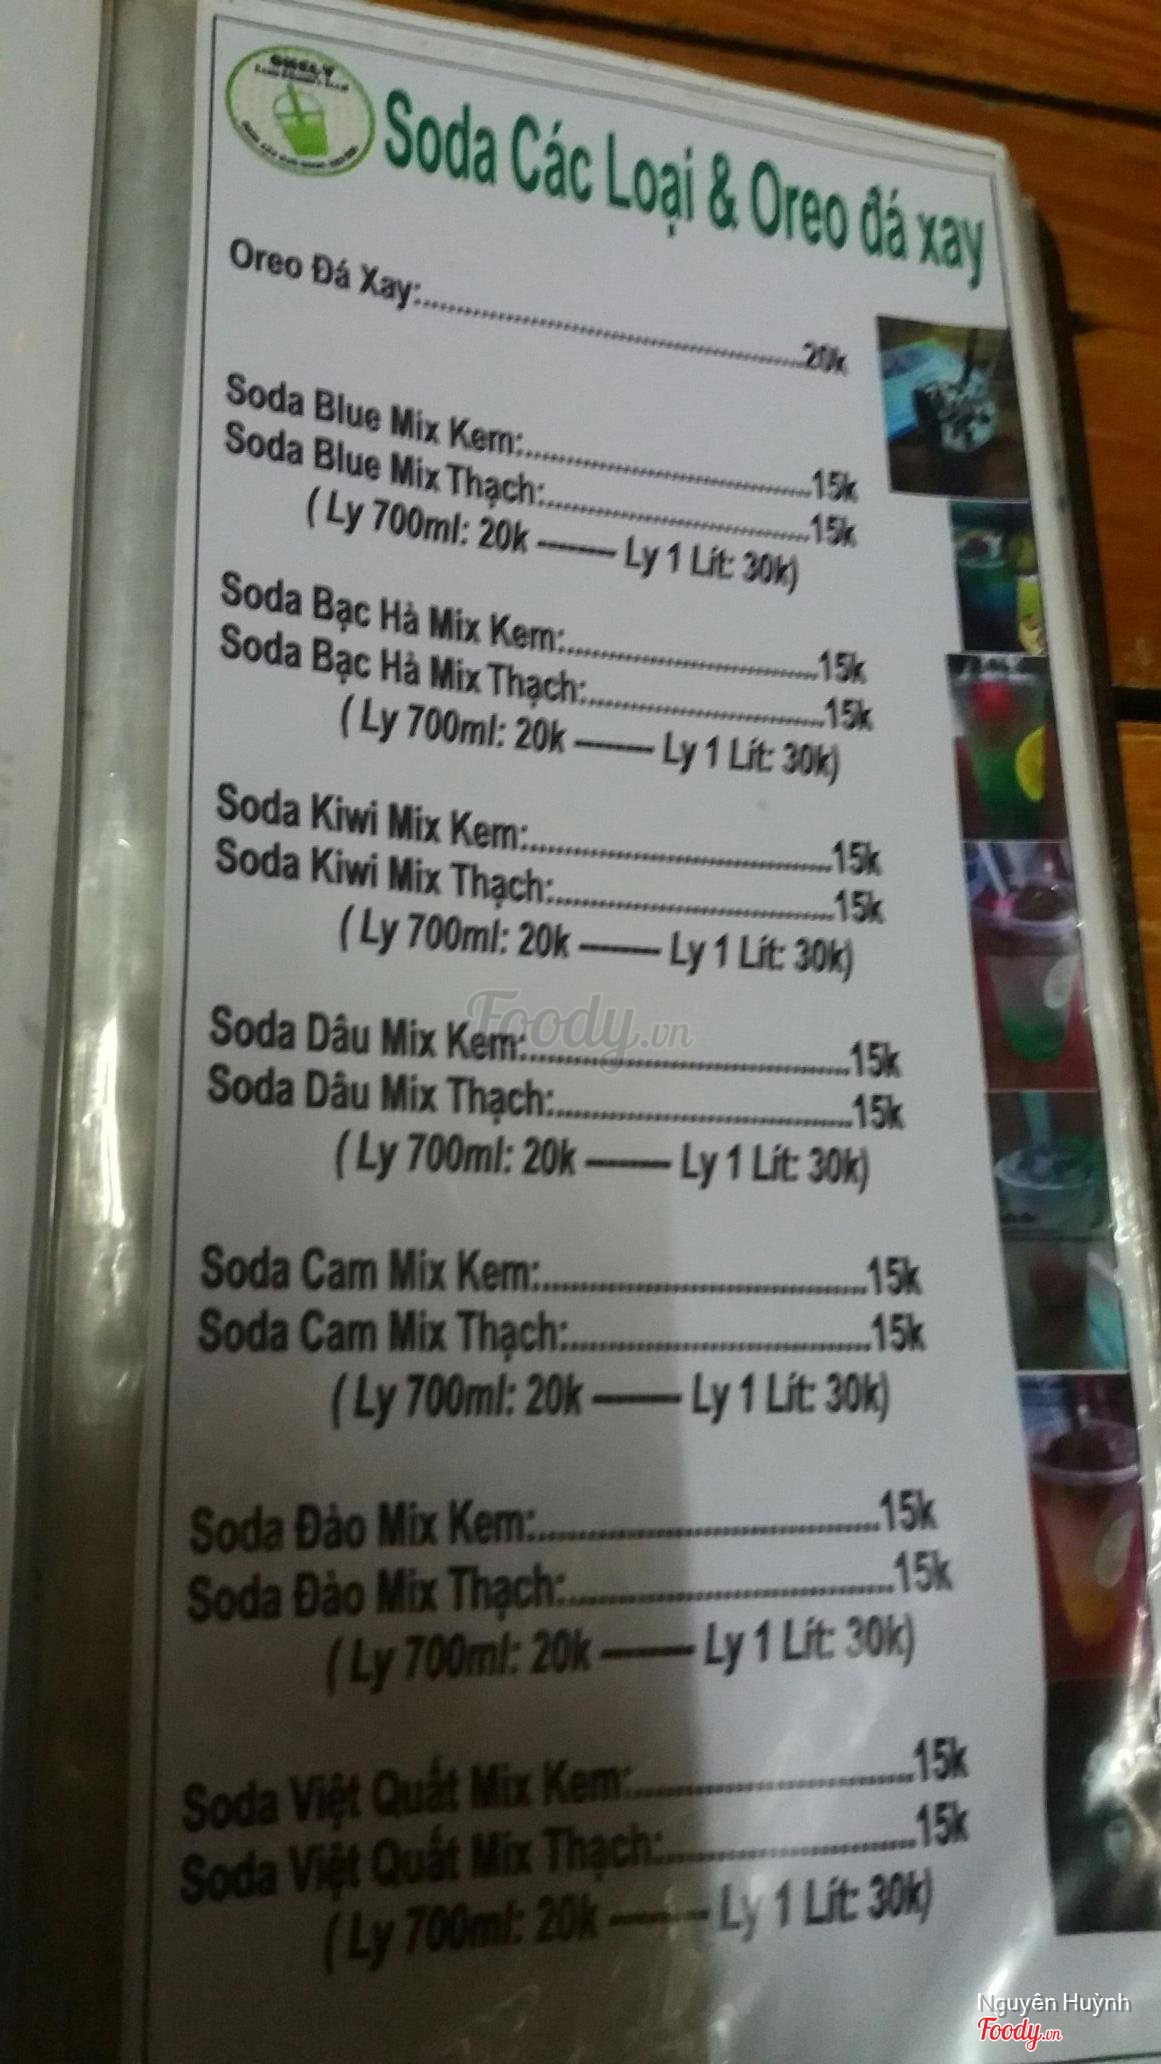 Soda Các Loại & Oreo đá xay
Oreo Đá Xay:..........20k
Soda Blue Mix Kem:..........15k
Soda Blue Mix Thạch:..........15k
( Ly 700ml: 20k ------- Ly 1 Lít: 30k)
Soda Bạc Hà Mix Kem:..........15k
Soda Bạc Hà Mix Thạch:..........15k
( Ly 700ml: 20k ------- Ly 1 Lít: 30k)
Soda Kiwi Mix Kem:..........15k
Soda Kiwi Mix Thạch:..........15k
( Ly 700ml: 20k ------- Ly 1 Lít: 30k)
Soda Dâu Mix Kem:..........15k
Soda Dâu Mix Thạch:..........15k
( Ly 700ml: 20k ------- Ly 1 Lít: 30k)
Soda Cam Mix Kem:..........15k
Soda Cam Mix Thạch:..........15k
( Ly 700ml: 20k ------- Ly 1 Lít: 30k)
Soda Đào Mix Kem:..........15k
Soda Đào Mix Thạch:..........15k
( Ly 700ml: 20k ------- Ly 1 Lít: 30k)
Soda Việt Quất Mix Kem:..........15k
Soda Việt Quất Mix Thạch:..........15k
( Ly 700ml: 20k ------- Ly 1 Lít: 30k)
Foody.vn
Nguyên Huỳnh
Foody.vn